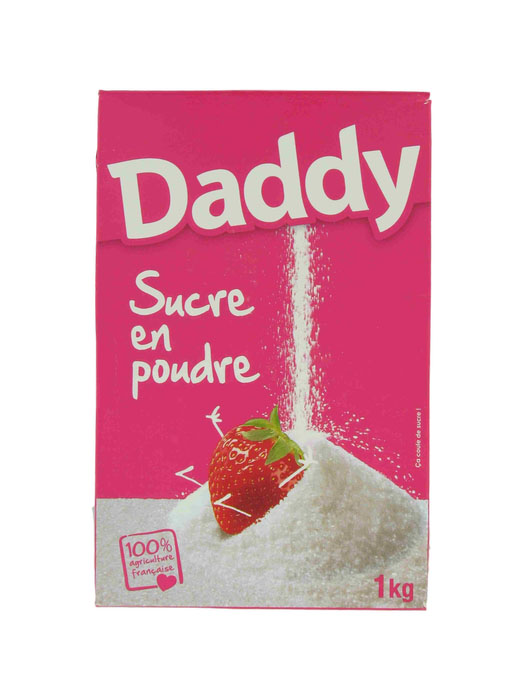 Daddy
Sucre
en
poudre
Ça coule de sucre !
100%
agriculture
française
1kg